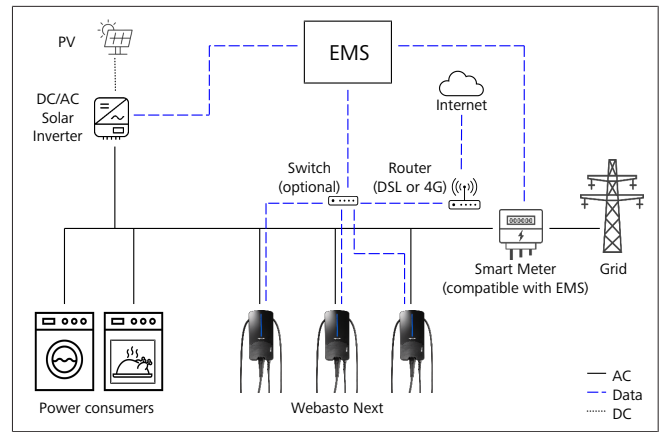 PV
EMS
DC/AC
Solar
Inverter
Internet
Switch
(optional)
Router
(DSL or 4G)
Smart Meter
(compatible with EMS)
Grid
Power consumers
Webasto Next
AC
Data
DC